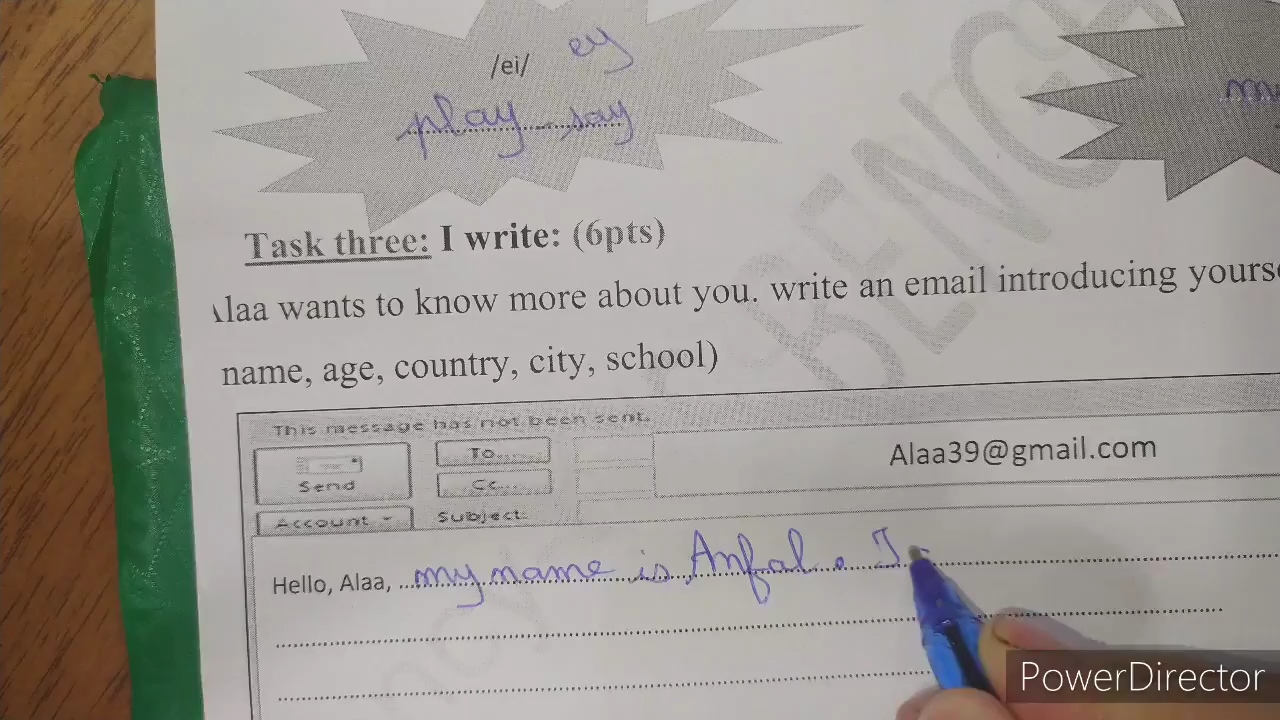 /ei/ ey
play say
Task three: I write: (6pts)
Alaa wants to know more about you. write an email introducing
name, age, country, city, school)
This message has not been sent.
To...
Alaa39@gmail.com
Send
Cc...
Account
Subject:
Hello, Alaa, my name is Anfal. I
PowerDirector